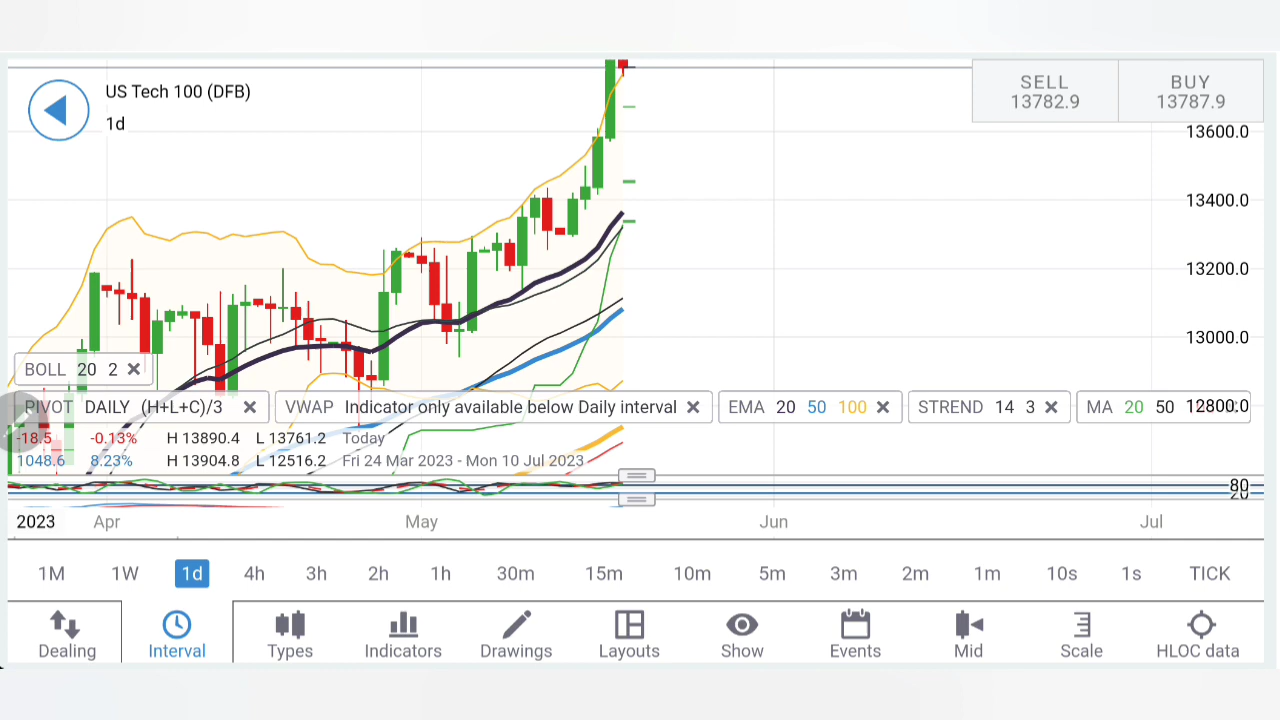 US Tech 100 (DFB)
1d
SELL
13782.9
BUY
13787.9
13600.0
13400.0
13200.0
13000.0
12800.0
BOLL 20 2
PIVOT DAILY (H+L+C)/3
VWAP Indicator only available below Daily interval
EMA 20 50 100
STREND 14 3
MA 20 50
-18.5 -0.13% H 13890.4 L 13761.2 Today
1048.6 8.23% H 13904.8 L 12516.2 Fri 24 Mar 2023 - Mon 10 Jul 2023
80
20
2023 Apr May Jun Jul
1M 1W 1d 4h 3h 2h 1h 30m 15m 10m 5m 3m 2m 1m 10s 1s TICK
Dealing Interval Types Indicators Drawings Layouts Show Events Mid Scale HLOC data